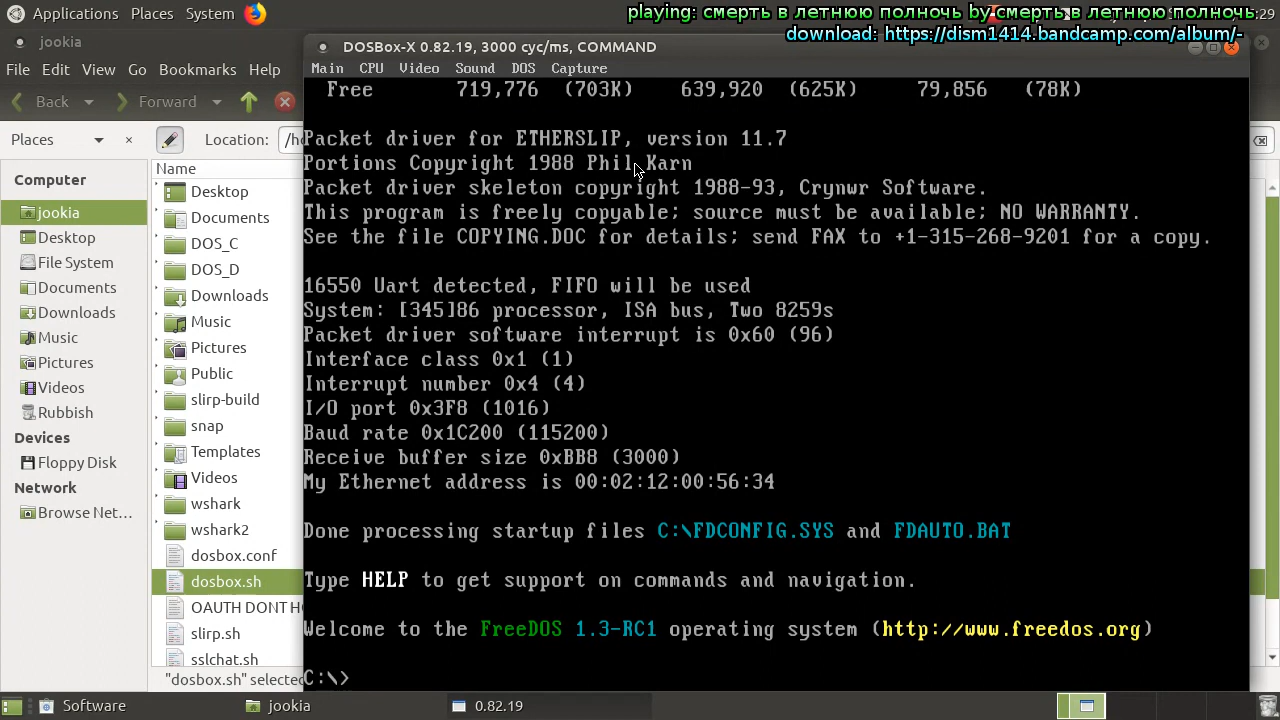 Applications Places System
playing: смерть в летнюю полночь by смерть в летнюю полночь
:29
download: https://dism1414.bandcamp.com/album/-
jookia
File Edit View Go Bookmarks Help
Back Forward
Places
Location: /h
Name
Computer
jookia
Desktop
File System
Documents
Downloads
Music
Pictures
Videos
Rubbish
Devices
Floppy Disk
Network
Browse Net...
Desktop
Documents
DOS_C
DOS_D
Downloads
Music
Pictures
Public
slirp-build
snap
Templates
Videos
wshark
wshark2
dosbox.conf
dosbox.sh
OAUTH DONT H
slirp.sh
sslchat.sh
"dosbox.sh" selected
DOSBox-X 0.82.19, 3000 cyc/ms, COMMAND
Main CPU Video Sound DOS Capture
Free 719,776 (703K) 639,920 (625K) 79,856 (78K)
Packet driver for ETHERSLIP, version 11.7
Portions Copyright 1988 Phil Karn
Packet driver skeleton copyright 1988-93, Crynwr Software.
This program is freely copyable; source must be available; NO WARRANTY.
See the file COPYING.DOC for details; send FAX to +1-315-268-9201 for a copy.
16550 Uart detected, FIFO will be used
System: [345]86 processor, ISA bus, Two 8259s
Packet driver software interrupt is 0x60 (96)
Interface class 0x1 (1)
Interrupt number 0x4 (4)
I/O port 0x3F8 (1016)
Baud rate 0x1C200 (115200)
Receive buffer size 0xBB8 (3000)
My Ethernet address is 00:02:12:00:56:34
Done processing startup files C:\FDCONFIG.SYS and FDAUTO.BAT
Type HELP to get support on commands and navigation.
Welcome to the FreeDOS 1.3-RC1 operating system (http://www.freedos.org)
C:\>
Software
jookia
0.82.19